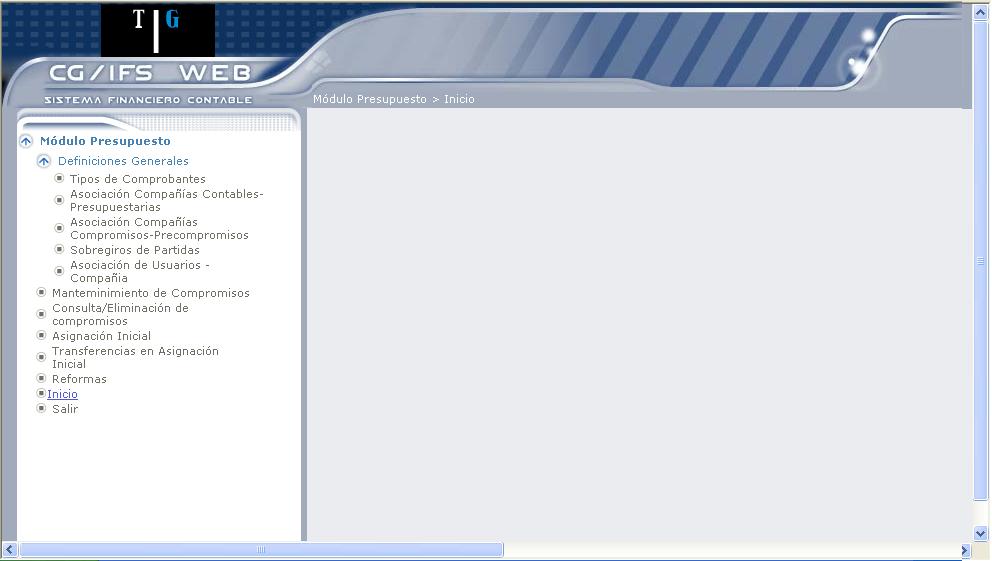 T G
CG/IFS WEB
SISTEMA FINANCIERO CONTABLE
Módulo Presupuesto > Inicio
Módulo Presupuesto
Definiciones Generales
Tipos de Comprobantes
Asociación Compañías Contables-
Presupuestarias
Asociación Compañías
Compromisos-Precompromisos
Sobregiros de Partidas
Asociación de Usuarios -
Compañia
Manteminimiento de Compromisos
Consulta/Eliminación de
compromisos
Asignación Inicial
Transferencias en Asignación
Inicial
Reformas
Inicio
Salir